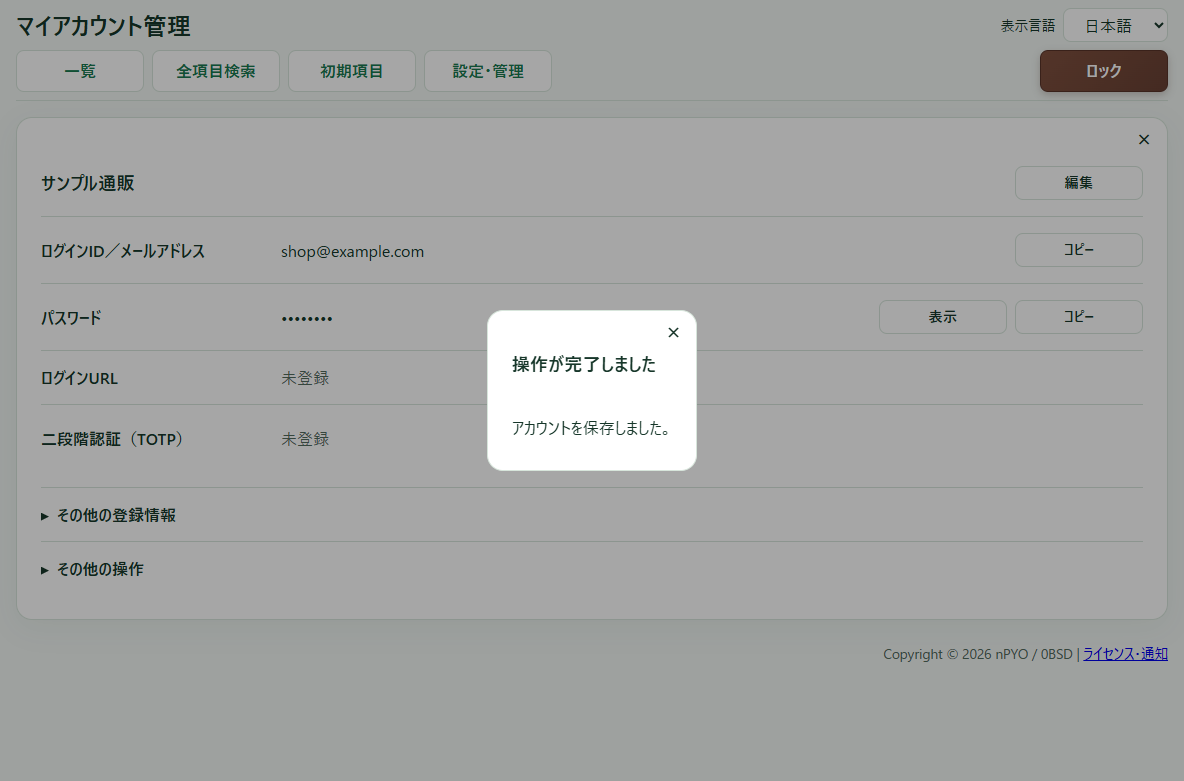 マイアカウント管理
表示言語 日本語
一覧 全項目検索 初期項目 設定・管理 ロック
×
サンプル通販 編集
ログインID／メールアドレス shop@example.com コピー
パスワード •••••••• 表示 コピー
ログインURL 未登録
二段階認証（TOTP） 未登録
×
操作が完了しました
アカウントを保存しました。
▸ その他の登録情報
▸ その他の操作
Copyright © 2026 nPYO / 0BSD | ライセンス・通知